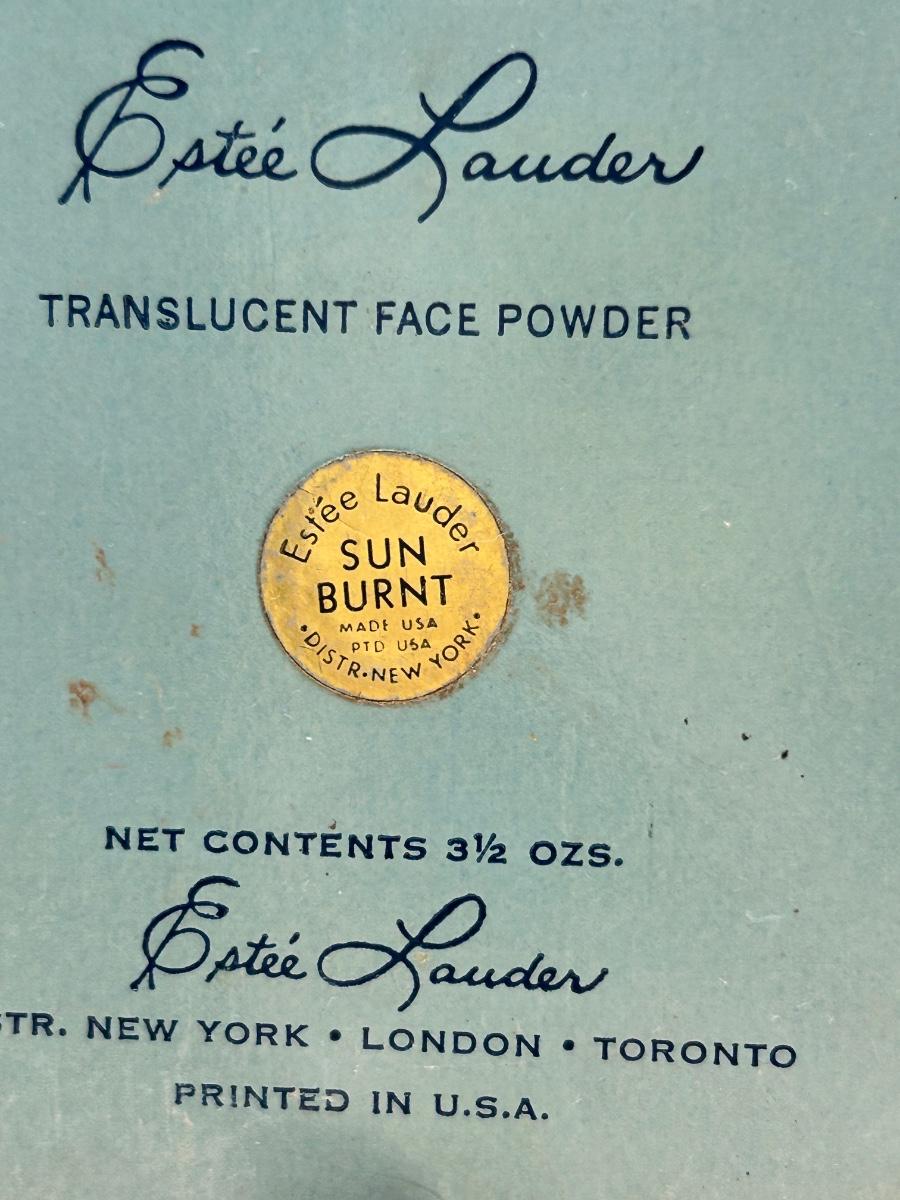 Estée Lauder
TRANSLUCENT FACE POWDER
Estée Lauder
SUN
BURNT
MADE USA
PTD USA
•DISTR•NEW YORK•
NET CONTENTS 3½ OZS.
Estée Lauder
STR. NEW YORK • LONDON • TORONTO
PRINTED IN U.S.A.